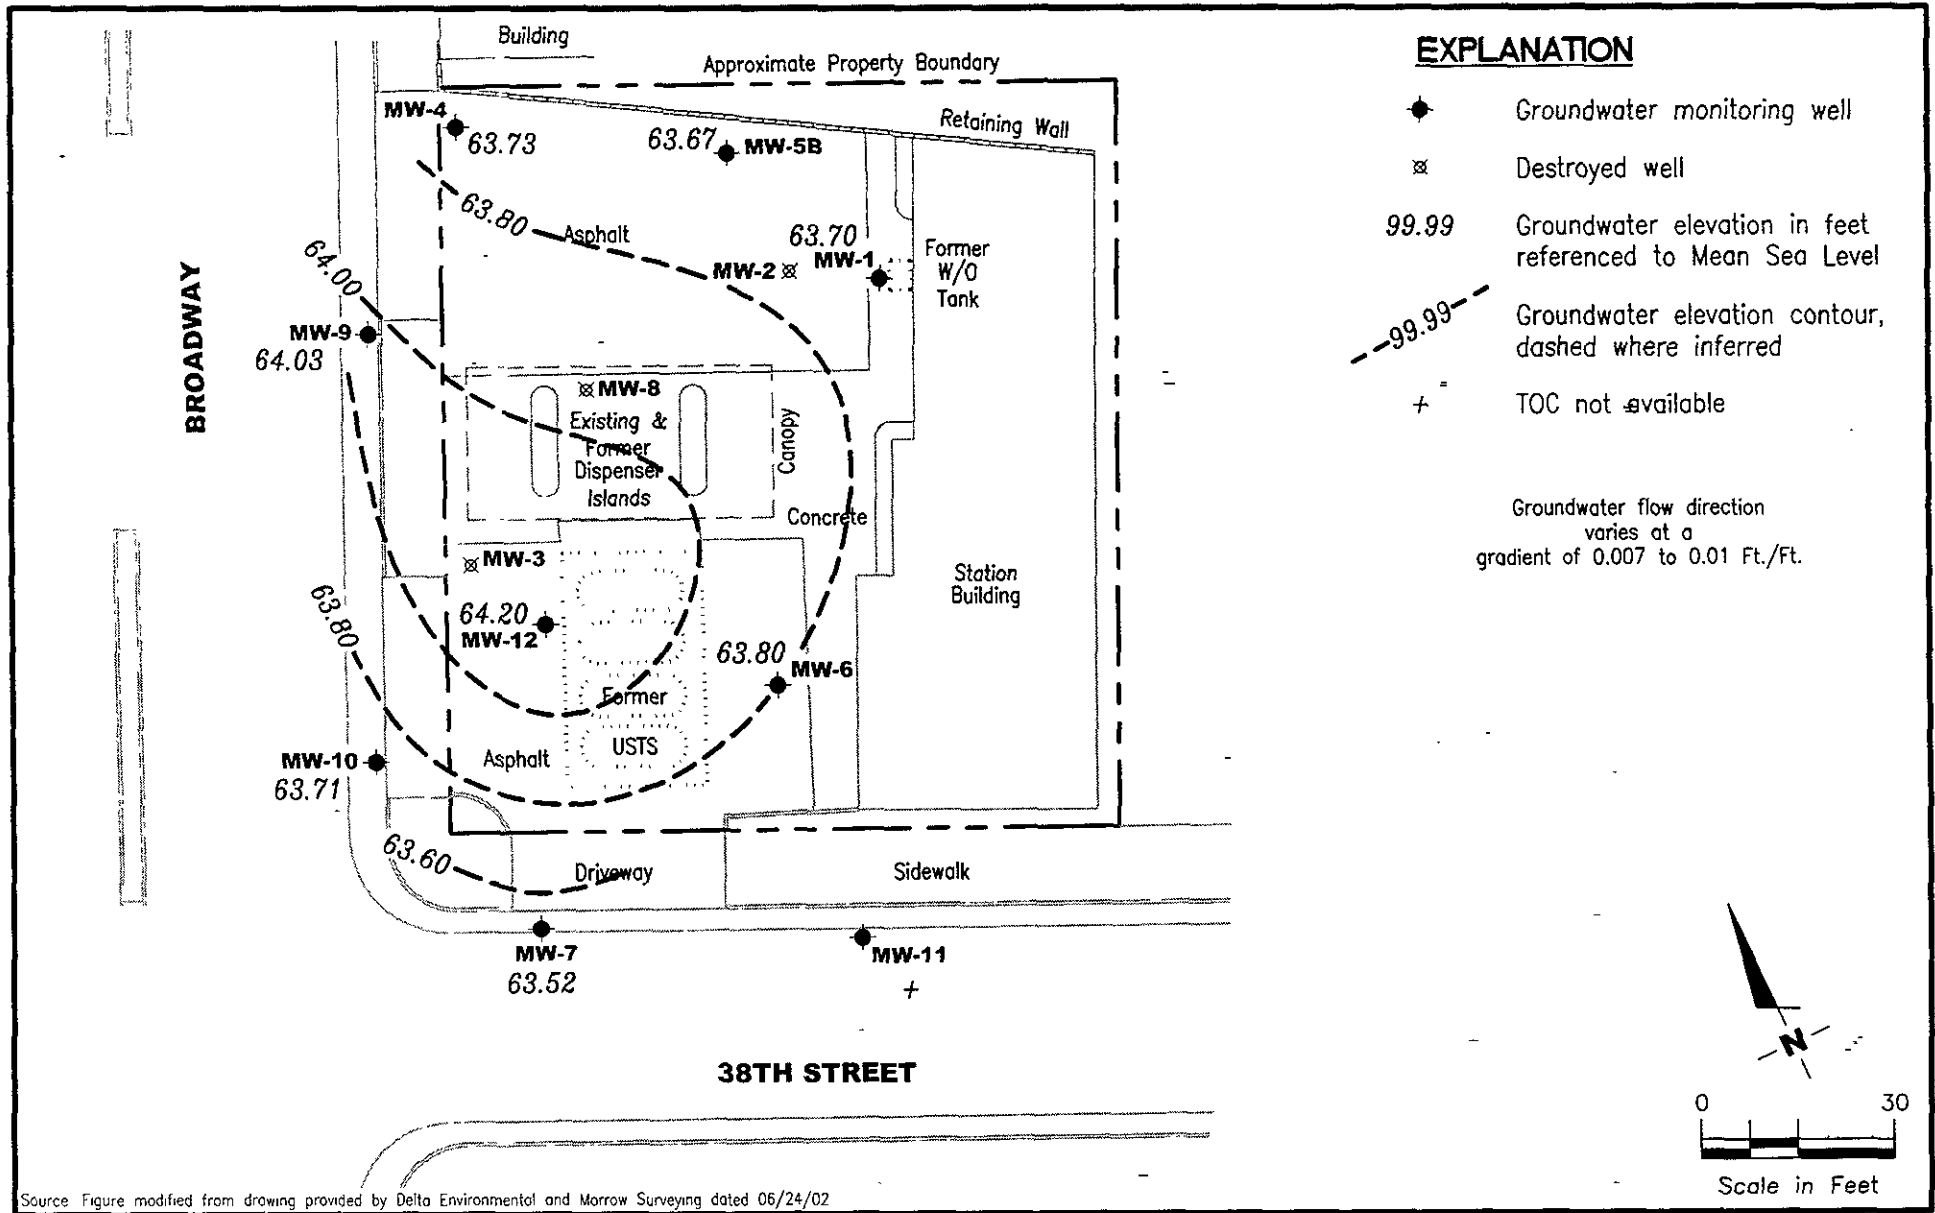 Building
Approximate Property Boundary
Retaining Wall
MW-4
63.73
63.67
MW-5B
63.80
Asphalt
63.70
MW-1
MW-2
Former
W/O
Tank
64.00
MW-9
64.03
BROADWAY
MW-8
Existing &
Former
Dispenser
Islands
Canopy
Concrete
MW-3
64.20
MW-12
Station
Building
63.80
63.80
MW-6
Former
USTS
Asphalt
MW-10
63.71
63.60
Driveway
Sidewalk
MW-7
63.52
MW-11
+
38TH STREET
EXPLANATION
Groundwater monitoring well
Destroyed well
99.99 Groundwater elevation in feet
referenced to Mean Sea Level
99.99 Groundwater elevation contour,
dashed where inferred
+ TOC not available
Groundwater flow direction
varies at a
gradient of 0.007 to 0.01 Ft./Ft.
N
0 30
Scale in Feet
Source Figure modified from drawing provided by Delta Environmental and Morrow Surveying dated 06/24/02